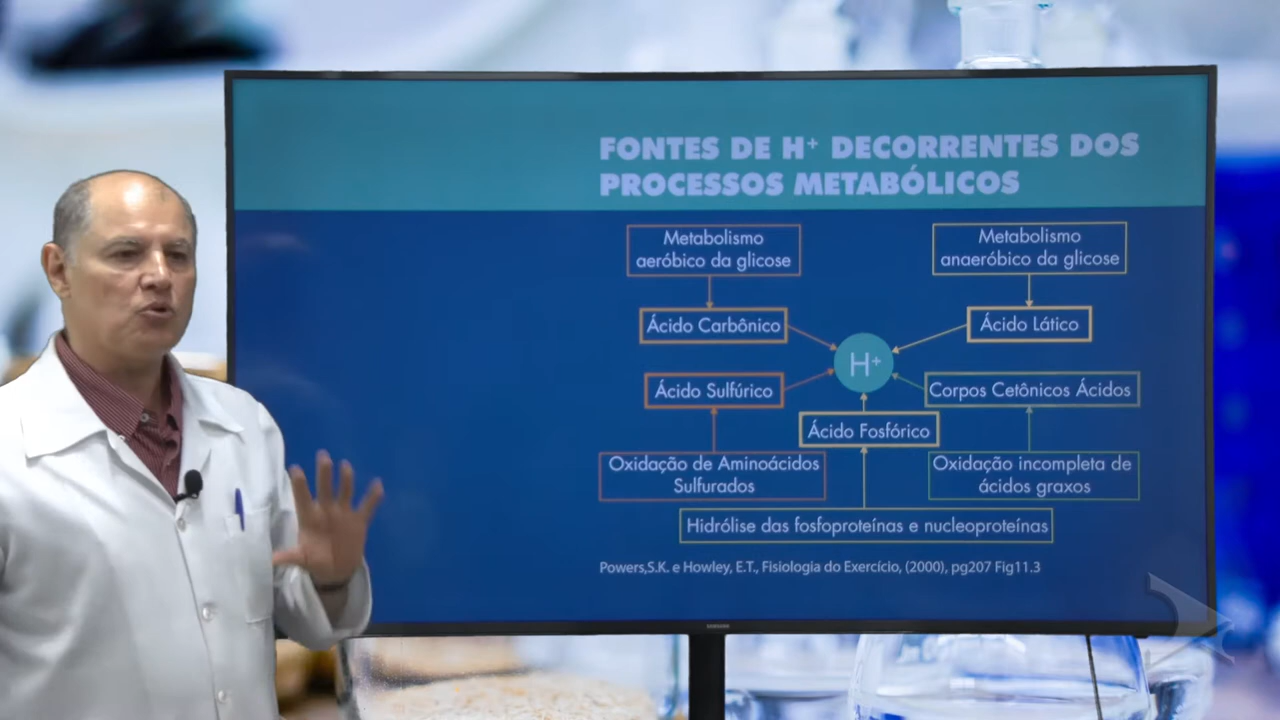 FONTES DE H⁺ DECORRENTES DOS
PROCESSOS METABÓLICOS
Metabolismo
aeróbico da glicose
Metabolismo
anaeróbico da glicose
Ácido Carbônico
Ácido Lático
H⁺
Ácido Sulfúrico
Corpos Cetônicos Ácidos
Ácido Fosfórico
Oxidação de Aminoácidos
Sulfurados
Oxidação incompleta de
ácidos graxos
Hidrólise das fosfoproteínas e nucleoproteínas
Powers,S.K. e Howley, E.T., Fisiologia do Exercício, (2000), pg207 Fig11.3
SAMSUNG